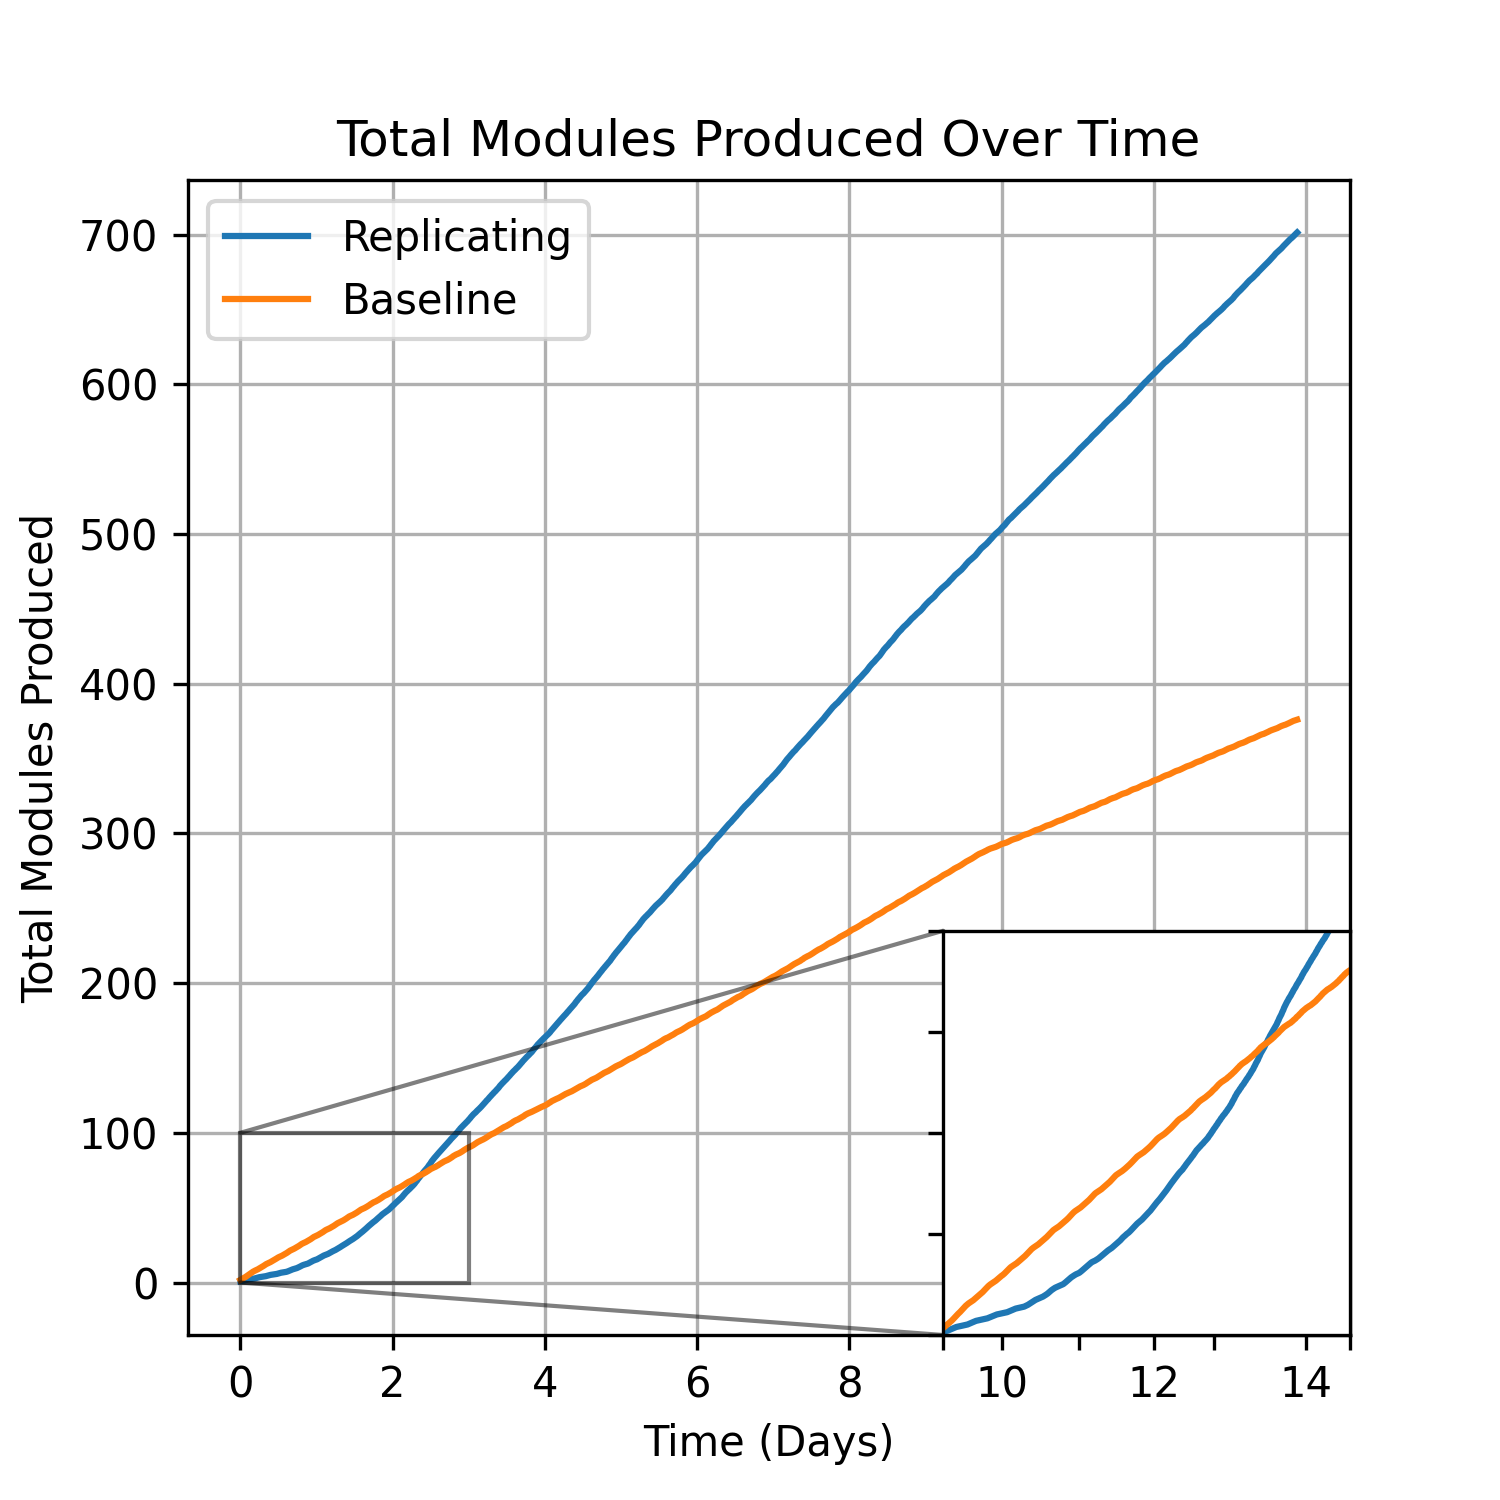 Total Modules Produced Over Time
Replicating
Baseline
Total Modules Produced
700
600
500
400
300
200
100
0
0 2 4 6 8 10 12 14
Time (Days)